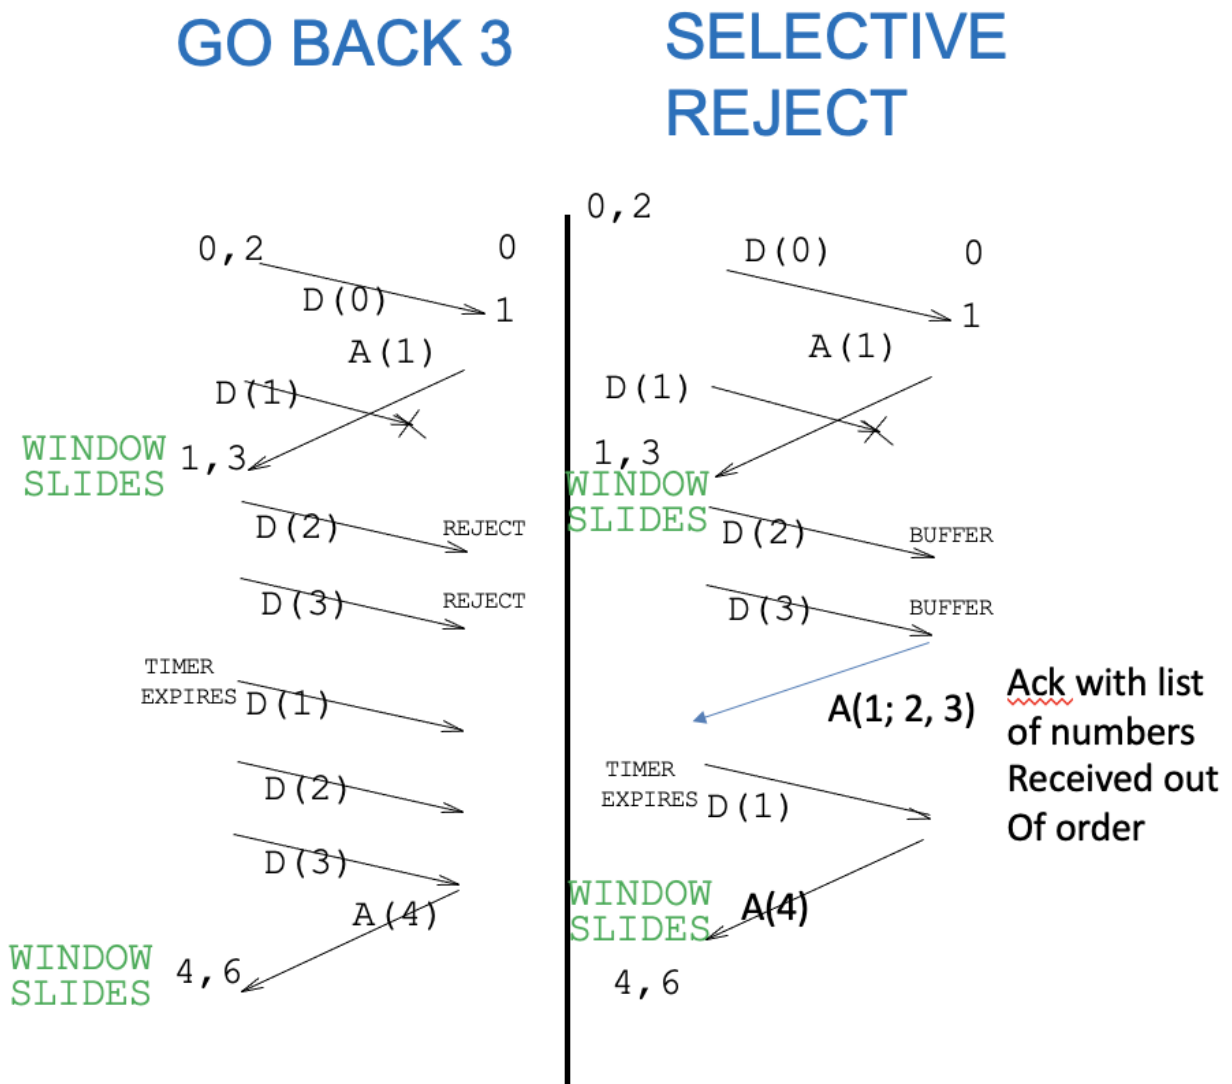 GO BACK 3
0,2
0
D(0)
1
A(1)
D(1)
WINDOW
SLIDES
1,3
D(2)
REJECT
D(3)
REJECT
TIMER
EXPIRES
D(1)
D(2)
D(3)
A(4)
WINDOW
SLIDES
4,6
SELECTIVE
REJECT
0,2
D(0)
0
1
A(1)
D(1)
1,3
WINDOW
SLIDES
D(2)
BUFFER
D(3)
BUFFER
A(1; 2, 3)
Ack with list
of numbers
Received out
Of order
TIMER
EXPIRES
D(1)
WINDOW
SLIDES
A(4)
4,6